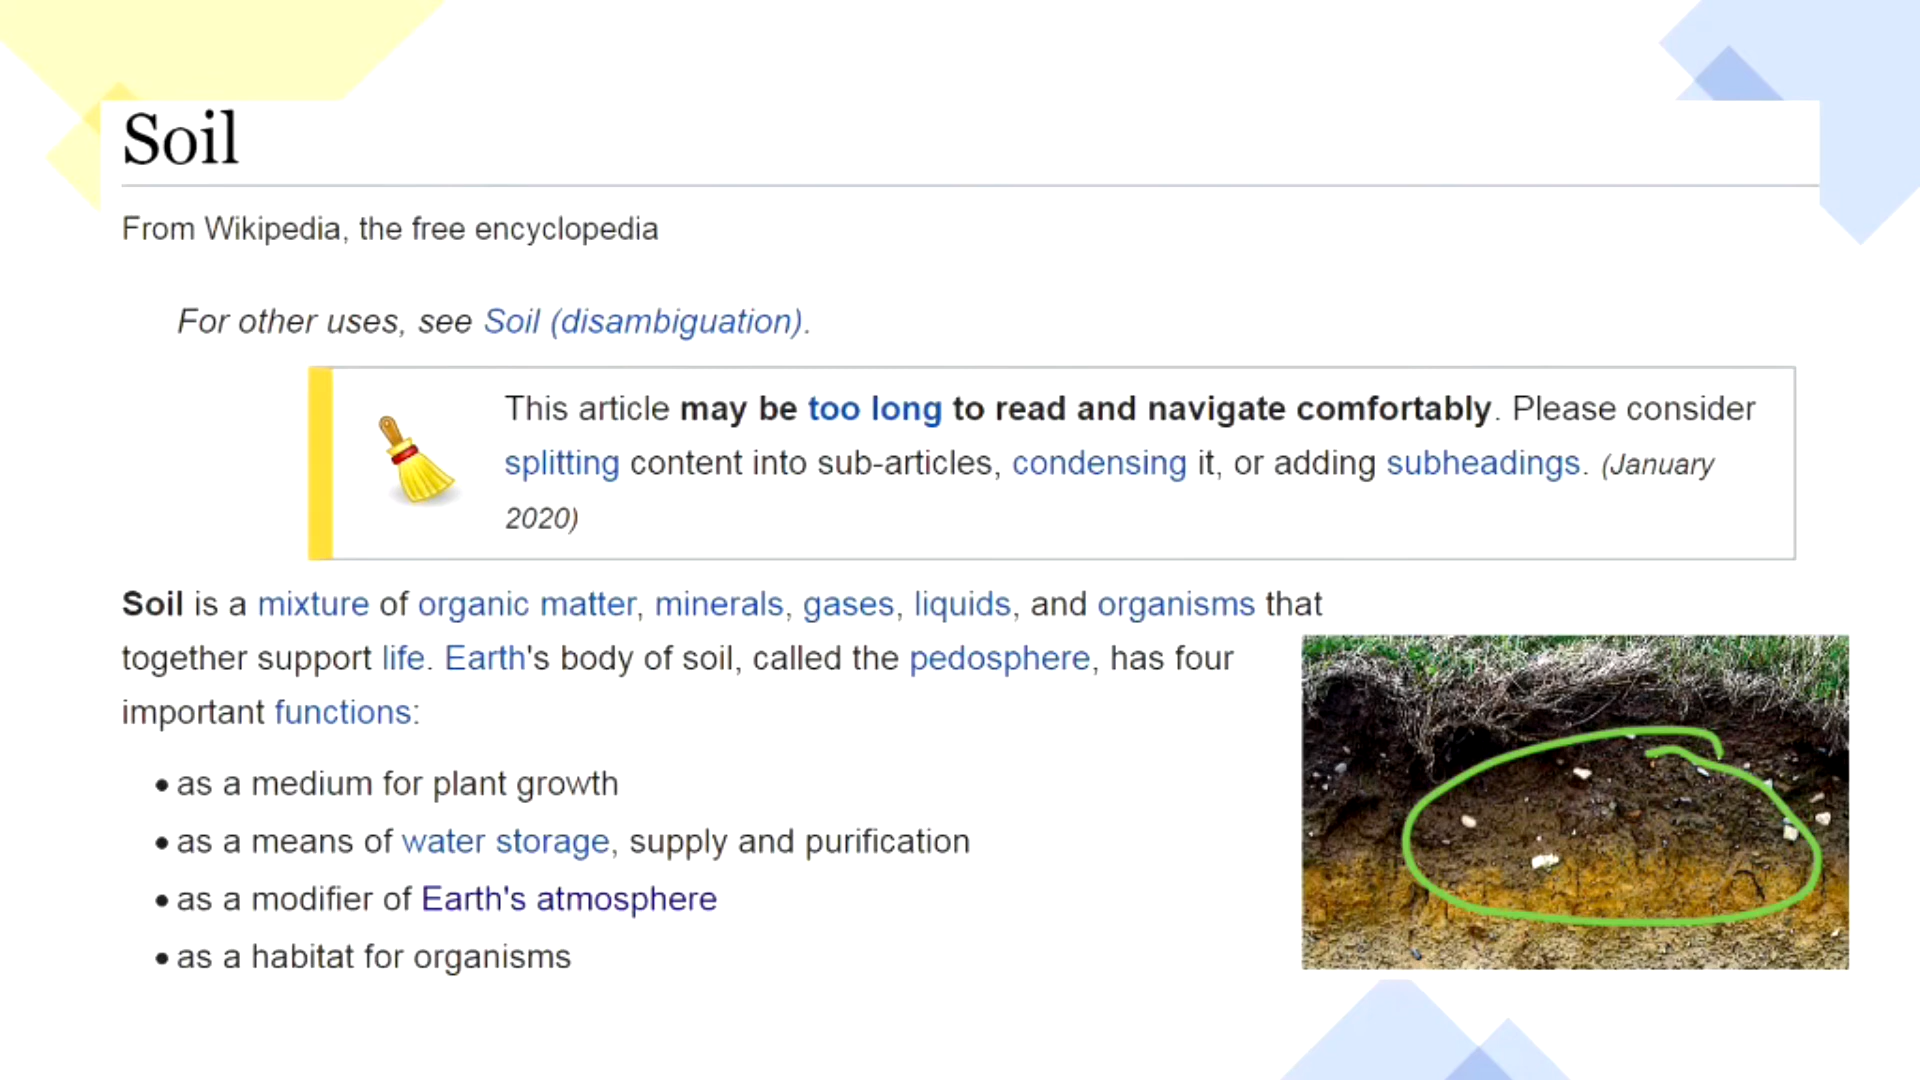 Soil
From Wikipedia, the free encyclopedia
For other uses, see Soil (disambiguation).
This article may be too long to read and navigate comfortably. Please consider
splitting content into sub-articles, condensing it, or adding subheadings. (January
2020)
Soil is a mixture of organic matter, minerals, gases, liquids, and organisms that
together support life. Earth's body of soil, called the pedosphere, has four
important functions:
• as a medium for plant growth
• as a means of water storage, supply and purification
• as a modifier of Earth's atmosphere
• as a habitat for organisms